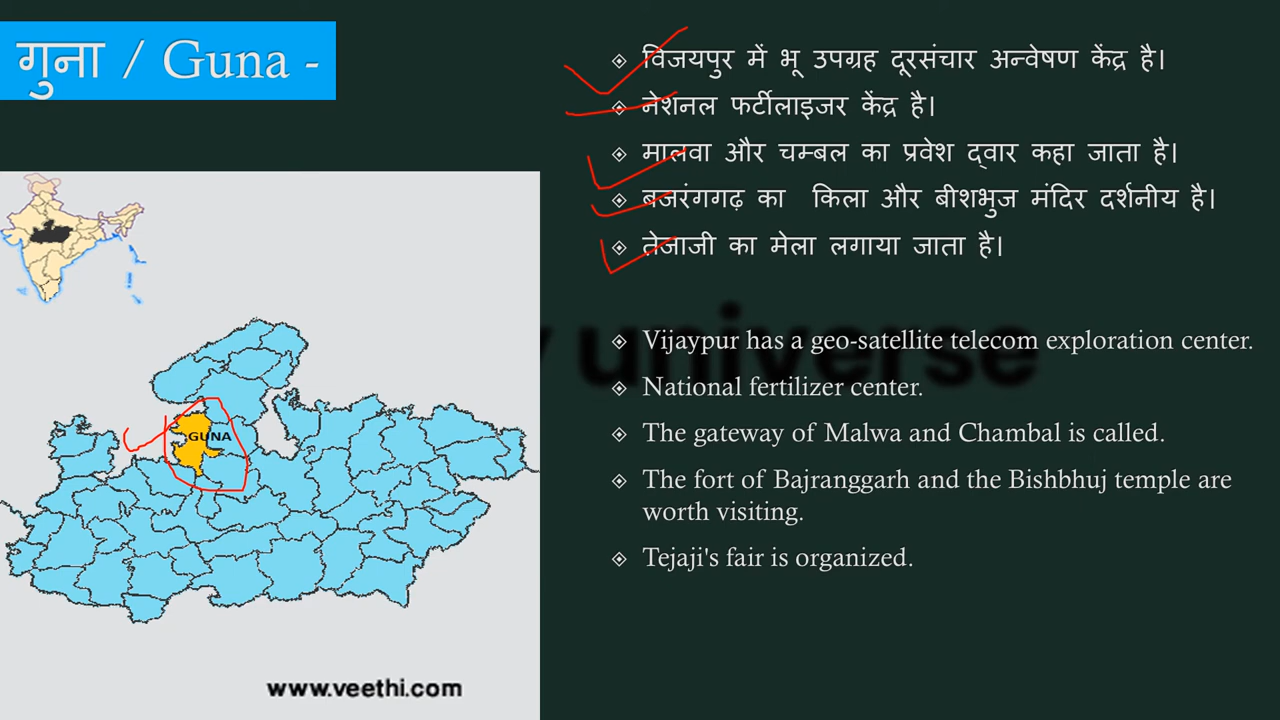 गुना / Guna -
विजयपुर में भू उपग्रह दूरसंचार अन्वेषण केंद्र है।
नेशनल फर्टीलाइजर केंद्र है।
मालवा और चम्बल का प्रवेश द्वार कहा जाता है।
बजरंगगढ़ का किला और बीशभुज मंदिर दर्शनीय है।
तेजाजी का मेला लगाया जाता है।
universe
Vijaypur has a geo-satellite telecom exploration center.
National fertilizer center.
The gateway of Malwa and Chambal is called.
The fort of Bajranggarh and the Bishbhuj temple are
worth visiting.
Tejaji's fair is organized.
GUNA
www.veethi.com